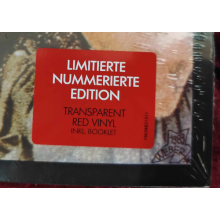 LIMITIERTE
NUMMERIERTE
EDITION
TRANSPARENT
RED VINYL
INKL. BOOKLET